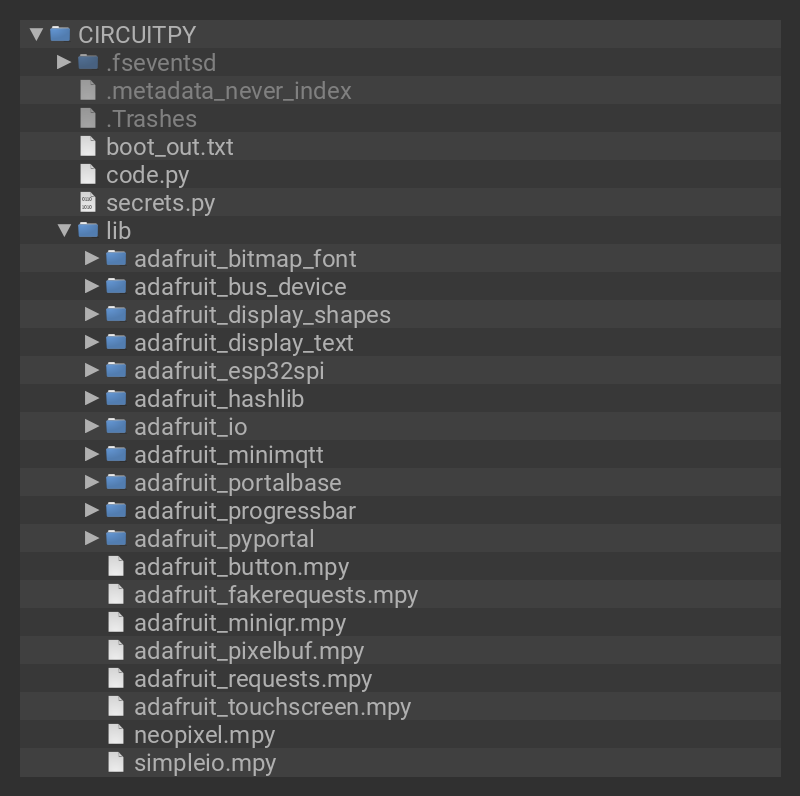 CIRCUITPY
.fseventsd
.metadata_never_index
.Trashes
boot_out.txt
code.py
secrets.py
lib
adafruit_bitmap_font
adafruit_bus_device
adafruit_display_shapes
adafruit_display_text
adafruit_esp32spi
adafruit_hashlib
adafruit_io
adafruit_minimqtt
adafruit_portalbase
adafruit_progressbar
adafruit_pyportal
adafruit_button.mpy
adafruit_fakerequests.mpy
adafruit_miniqr.mpy
adafruit_pixelbuf.mpy
adafruit_requests.mpy
adafruit_touchscreen.mpy
neopixel.mpy
simpleio.mpy